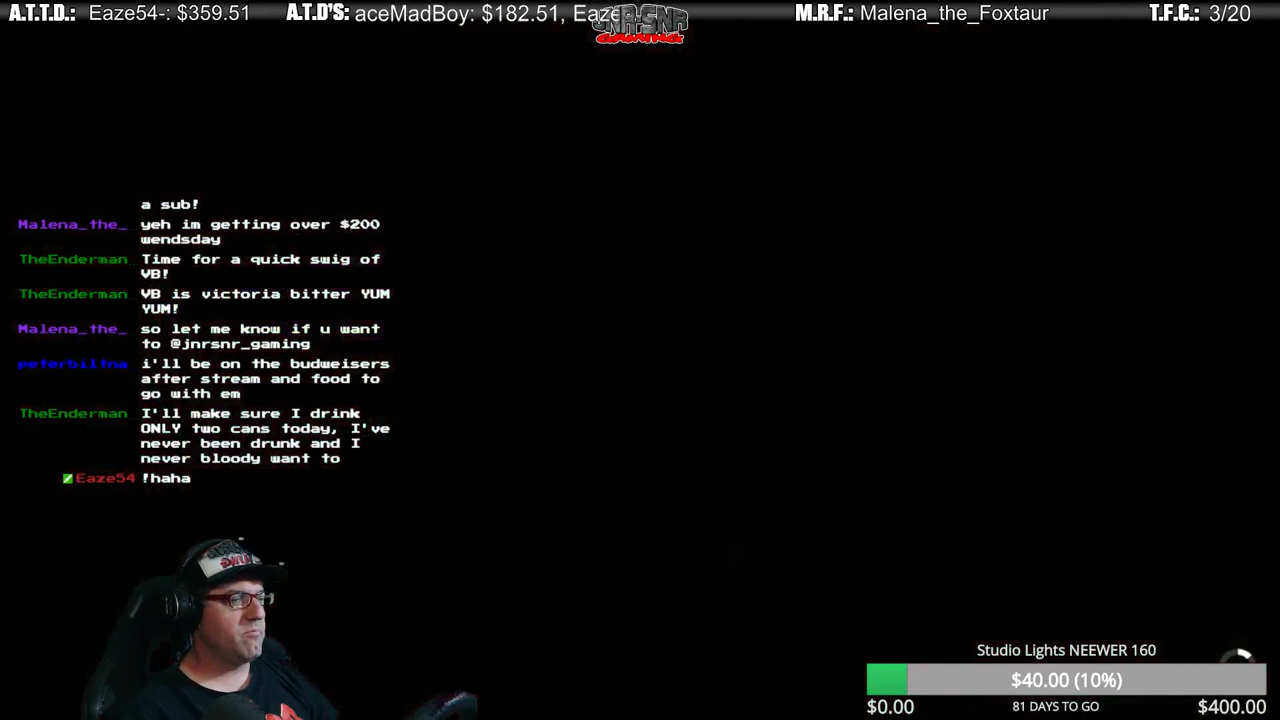 A.T.T.D.: Eaze54-: $359.51 A.T.D'S: aceMadBoy: $182.51, Eaze M.R.F.: Malena_the_Foxtaur T.F.C.: 3/20
JNR-SNR
GAMING
a sub!
Malena_the_ yeh im getting over $200
wendsday
TheEnderman Time for a quick swig of
VB!
TheEnderman VB is victoria bitter YUM
YUM!
Malena_the_ so let me know if u want
to @jnrsnr_gaming
peterbiltna i'll be on the budweisers
after stream and food to
go with em
TheEnderman I'll make sure I drink
ONLY two cans today, I've
never been drunk and I
never bloody want to
Eaze54 !haha
Studio Lights NEEWER 160
$40.00 (10%)
$0.00 81 DAYS TO GO $400.00